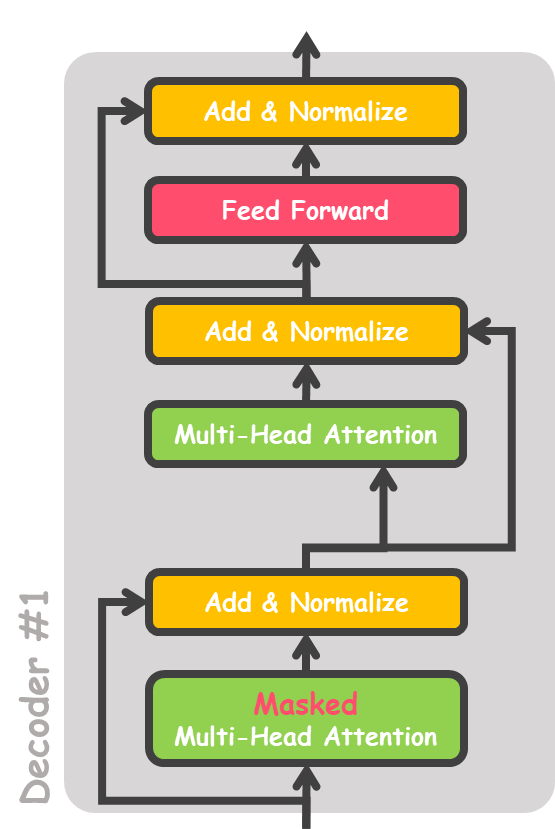 Add & Normalize
Feed Forward
Add & Normalize
Multi-Head Attention
Add & Normalize
Masked
Multi-Head Attention
Decoder #1